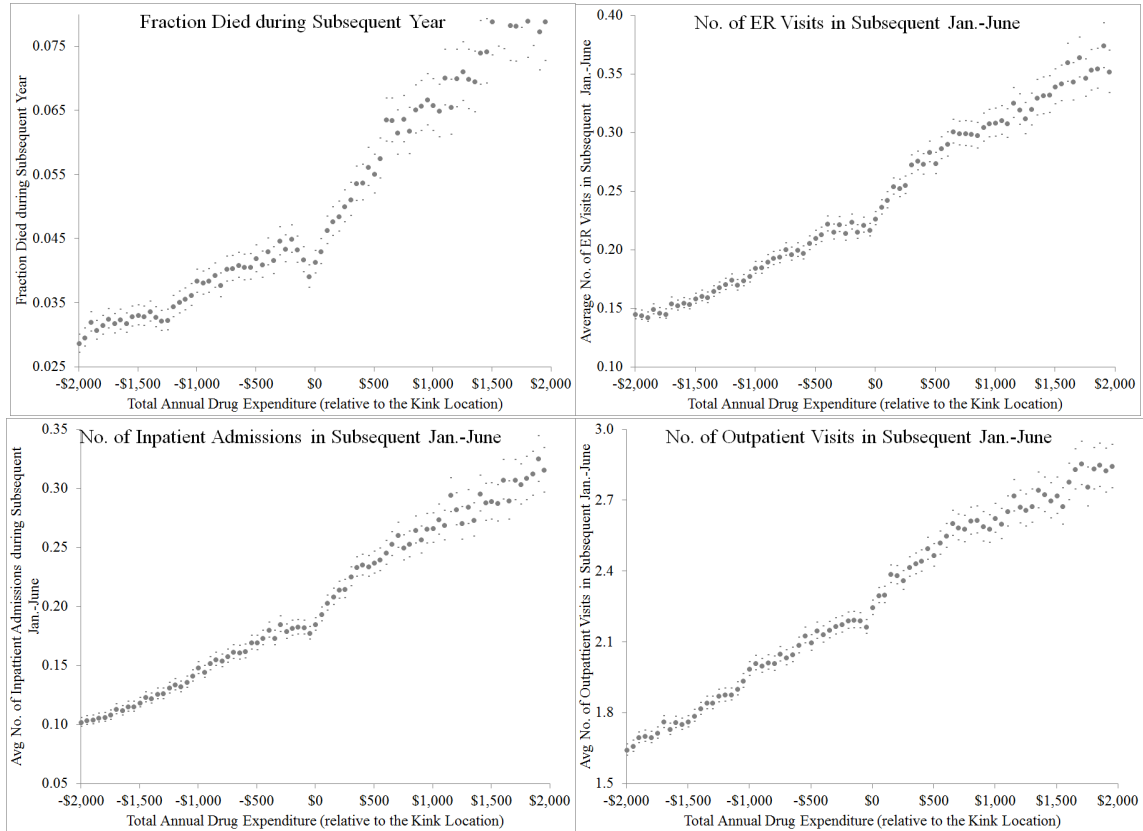 Fraction Died during Subsequent Year
Fraction Died during Subsequent Year
0.075
0.065
0.055
0.045
0.035
0.025
-$2,000 -$1,500 -$1,000 -$500 $0 $500 $1,000 $1,500 $2,000
Total Annual Drug Expenditure (relative to the Kink Location)
No. of ER Visits in Subsequent Jan.-June
Average No. of ER Visits in Subsequent Jan.-June
0.40
0.35
0.30
0.25
0.20
0.15
0.10
-$2,000 -$1,500 -$1,000 -$500 $0 $500 $1,000 $1,500 $2,000
Total Annual Drug Expenditure (relative to the Kink Location)
No. of Inpatient Admissions in Subsequent Jan.-June
Avg No. of Inpatient Admissions during Subsequent
Jan.-June
0.35
0.30
0.25
0.20
0.15
0.10
0.05
-$2,000 -$1,500 -$1,000 -$500 $0 $500 $1,000 $1,500 $2,000
Total Annual Drug Expenditure (relative to the Kink Location)
No. of Outpatient Visits in Subsequent Jan.-June
Avg No. of Outpatient Visits in Subsequent Jan.-June
3.0
2.7
2.4
2.1
1.8
1.5
-$2,000 -$1,500 -$1,000 -$500 $0 $500 $1,000 $1,500 $2,000
Total Annual Drug Expenditure (relative to the Kink Location)